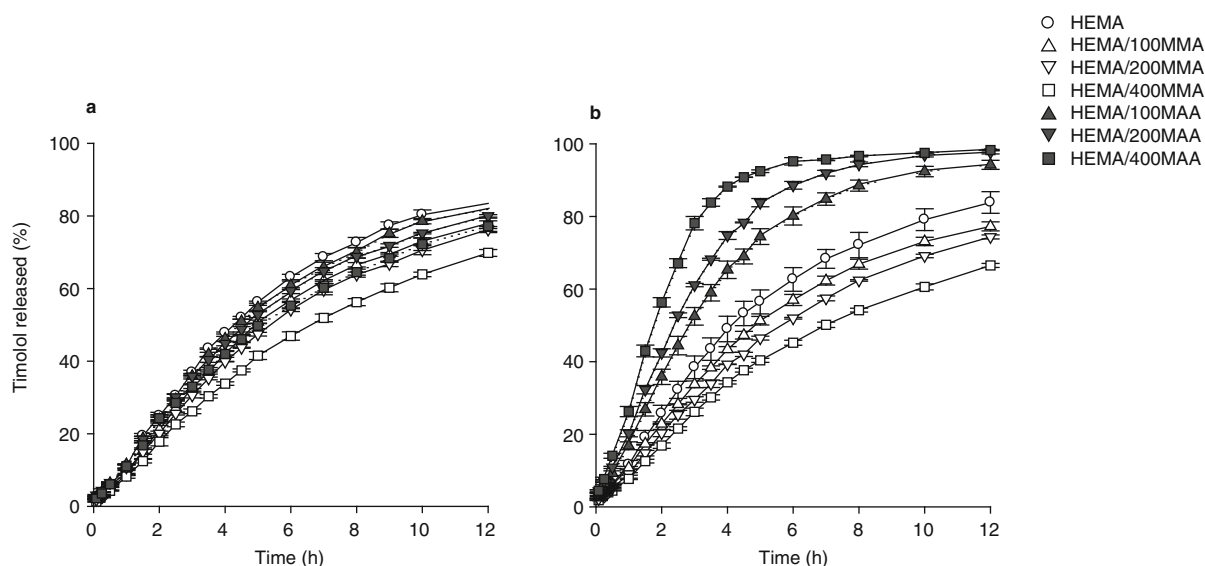 HEMA
HEMA/100MMA
HEMA/200MMA
HEMA/400MMA
HEMA/100MAA
HEMA/200MAA
HEMA/400MAA
a
b
Timolol released (%)
100
80
60
40
20
0
0 2 4 6 8 10 12
Time (h)
100
80
60
40
20
0
0 2 4 6 8 10 12
Time (h)